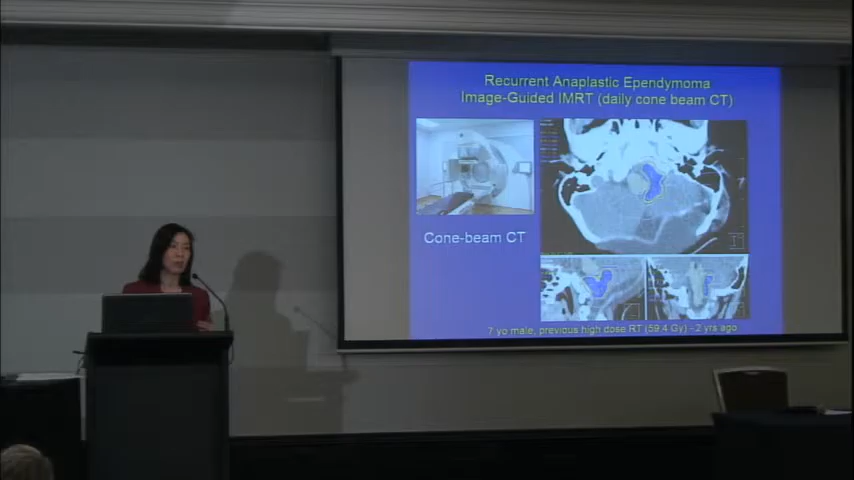 Recurrent Anaplastic Ependymoma
Image-Guided IMRT (daily cone beam CT)
Cone-beam CT
7 yo male, previous high dose RT (59.4 Gy) - 2 yrs ago